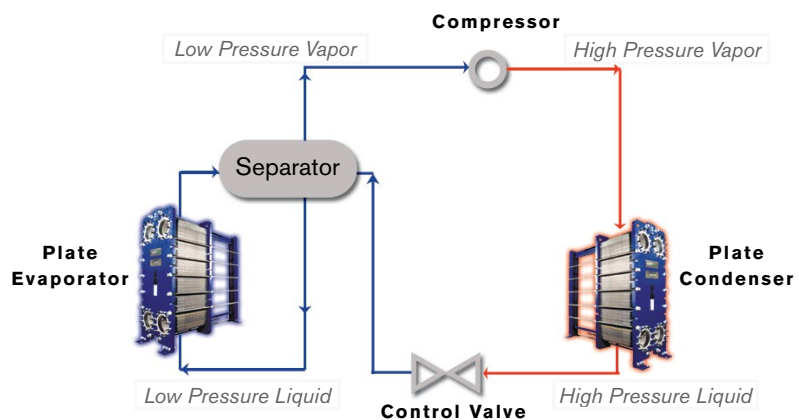 Compressor
Low Pressure Vapor
High Pressure Vapor
Separator
Plate
Evaporator
Plate
Condenser
Low Pressure Liquid
High Pressure Liquid
Control Valve